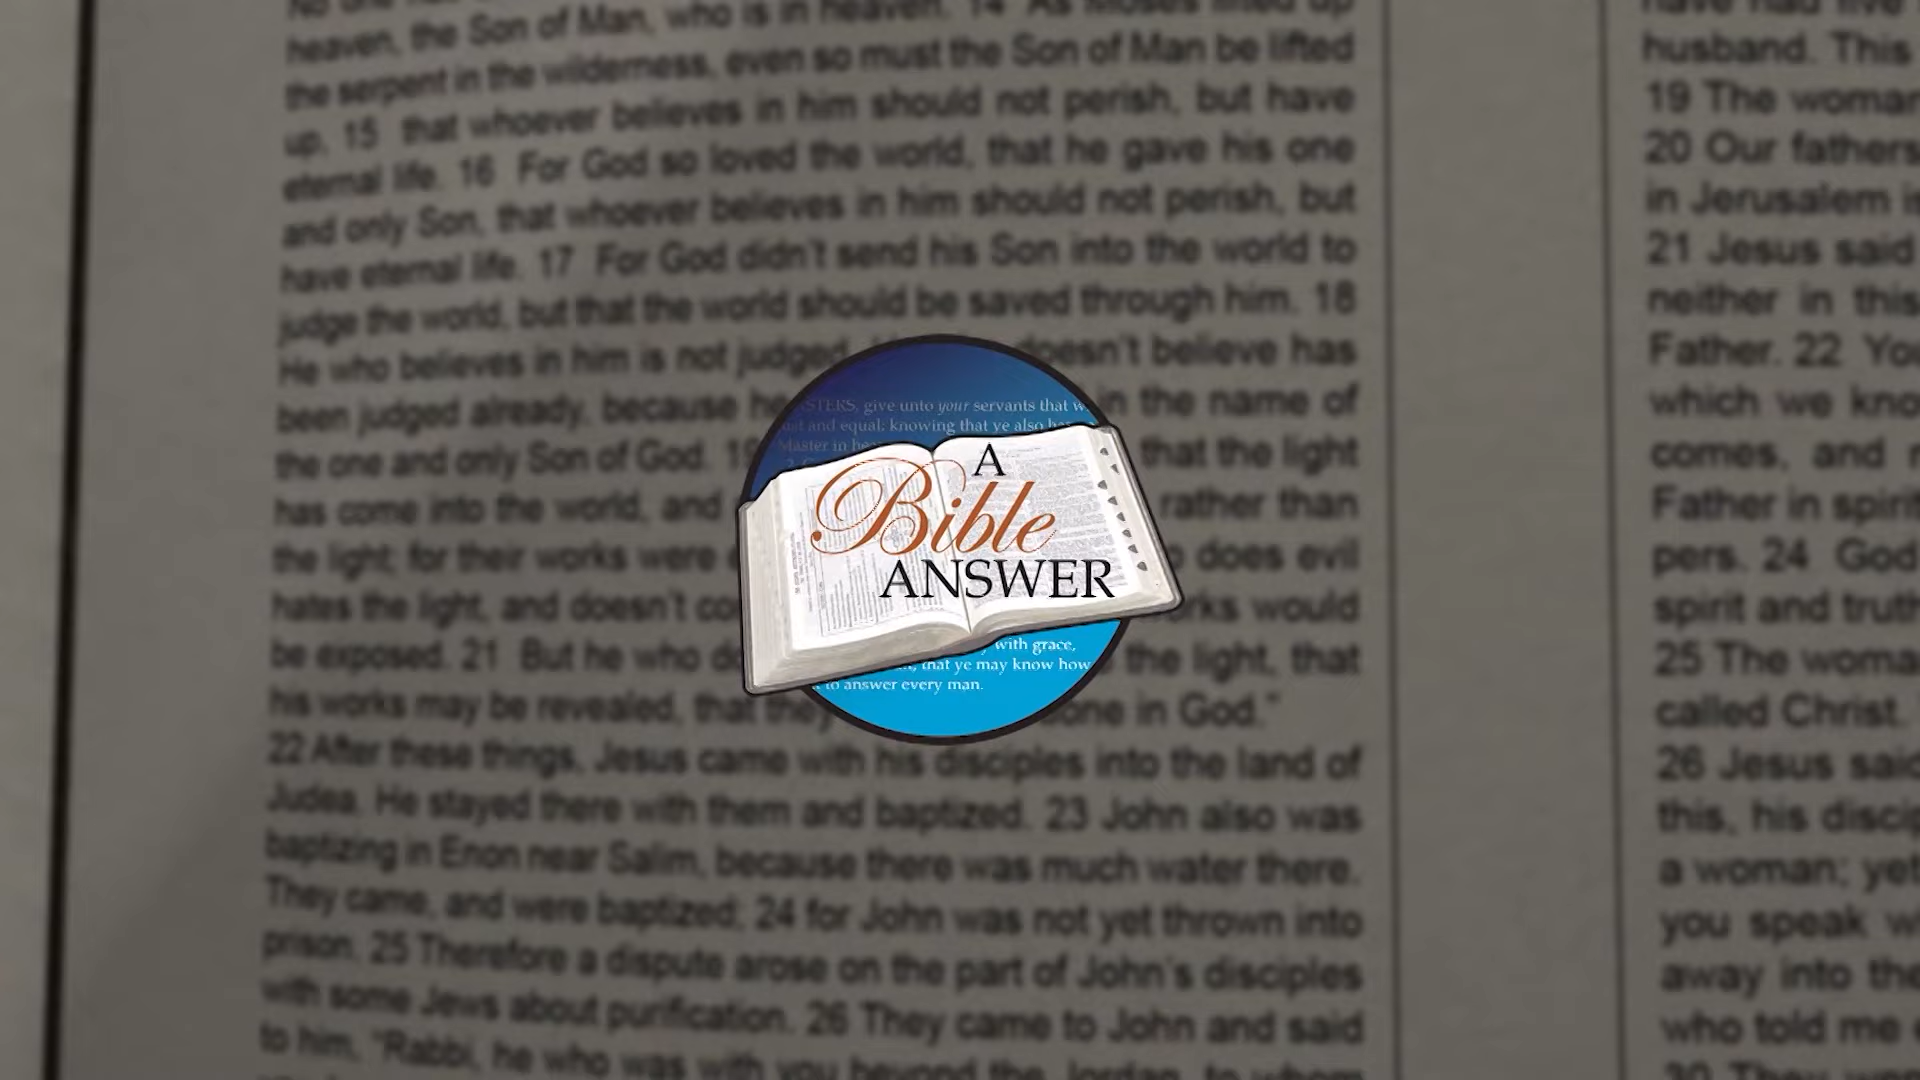 heaven, the Son of Man, who is in heaven. 14 As Moses lifted up
the serpent in the wilderness, even so must the Son of Man be lifted
up, 15 that whoever believes in him should not perish, but have
eternal life. 16 For God so loved the world, that he gave his one
and only Son, that whoever believes in him should not perish, but
have eternal life. 17 For God didn't send his Son into the world to
judge the world, but that the world should be saved through him. 18
He who believes in him is not judged. doesn't believe has
been judged already, because he in the name of
the one and only Son of God. that the light
has come into the world, and rather than
the light; for their works were does evil
hates the light, and doesn't would
be exposed. 21 But he who the light, that
his works may be revealed, that they in God."
22 After these things, Jesus came with his disciples into the land of
Judea. He stayed there with them and baptized. 23 John also was
baptizing in Enon near Salim, because there was much water there.
They came, and were baptized; 24 for John was not yet thrown into
prison. 25 Therefore a dispute arose on the part of John's disciples
with some Jews about purification. 26 They came to John and said
to him, "Rabbi, he who was with you beyond the Jordan, to whom
give unto your servants that
and equal; knowing that ye also
Master in
A
Bible
ANSWER
with grace,
that ye may know how
to answer every man.
have had five
husband. This
19 The woman
20 Our fathers
in Jerusalem
21 Jesus said
neither in this
Father. 22
which we
comes, and
Father in
24 God
spirit and truth
25 The
called Christ.
26 Jesus said
this, his
a woman; yet
you speak
away into the
who told me
30 They